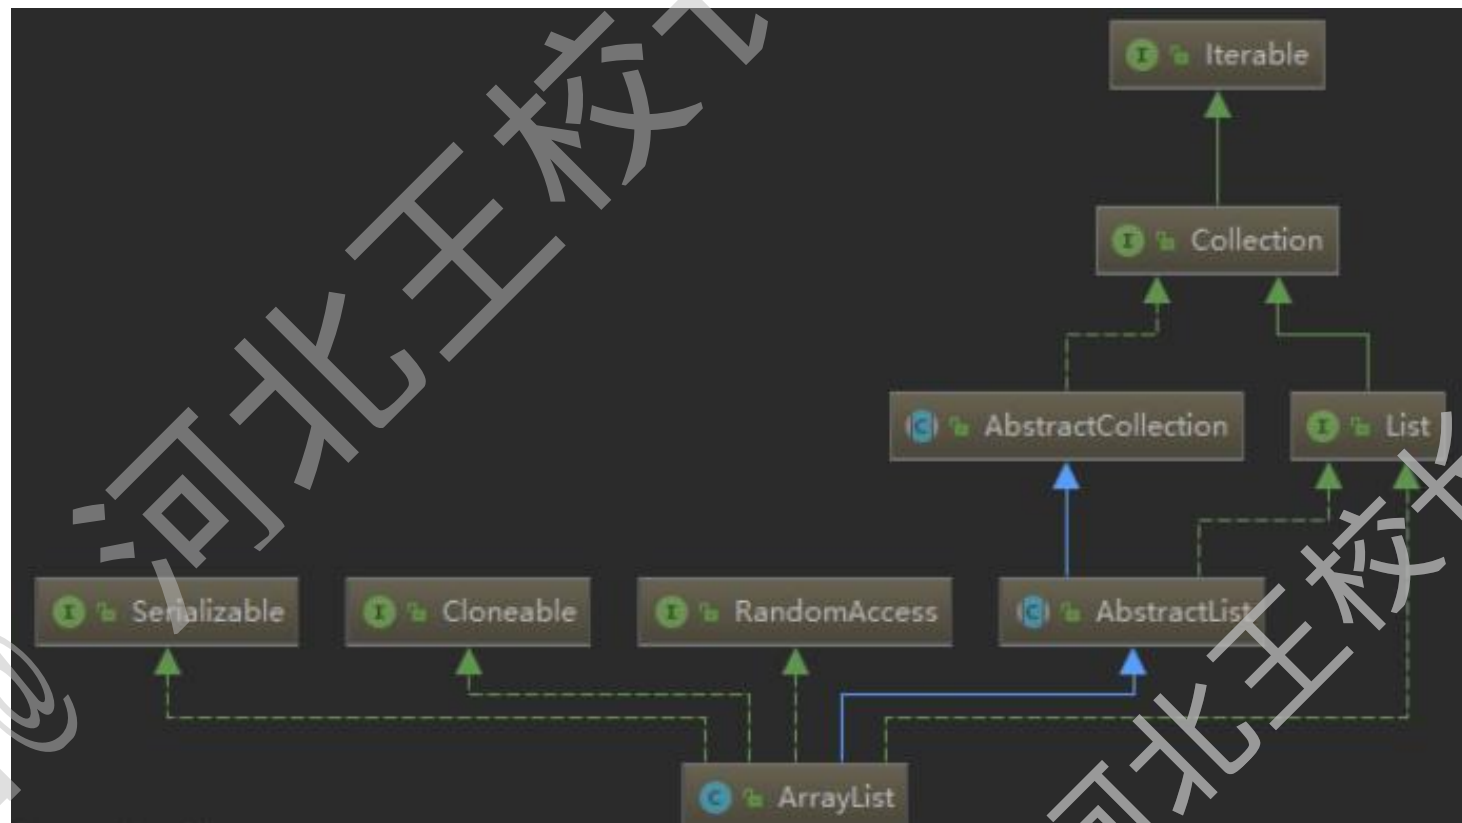 Iterable
Collection
AbstractCollection
List
Serializable
Cloneable
RandomAccess
AbstractList
ArrayList
@河北王校长
河北王校长